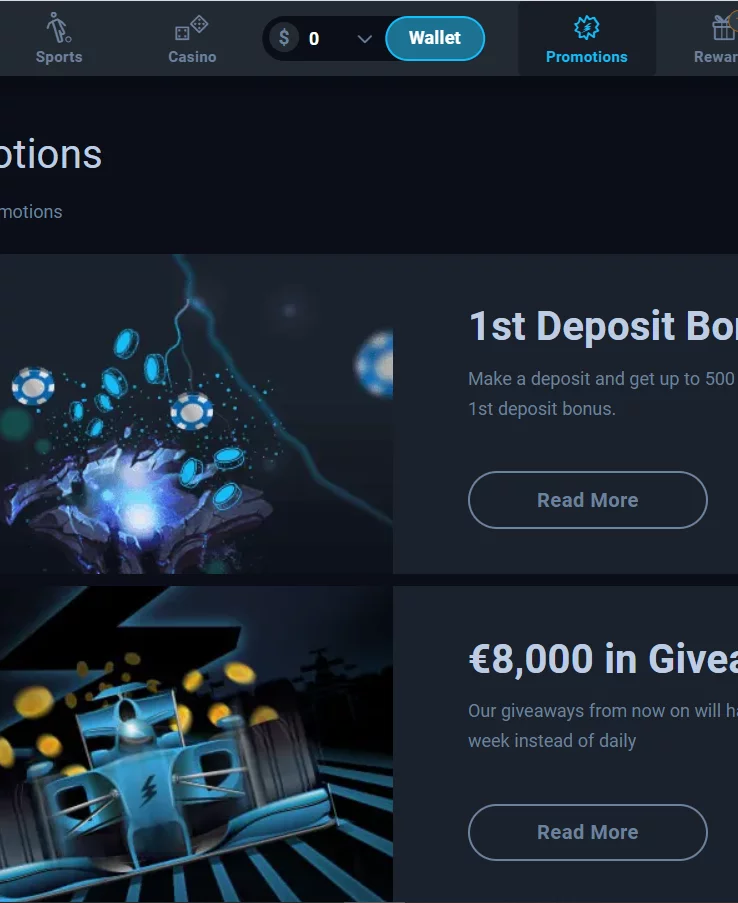 Sports
Casino
$ 0
Wallet
Promotions
Rewar
otions
motions
1st Deposit Bo
Make a deposit and get up to 500
1st deposit bonus.
Read More
€8,000 in Givea
Our giveaways from now on will ha
week instead of daily
Read More